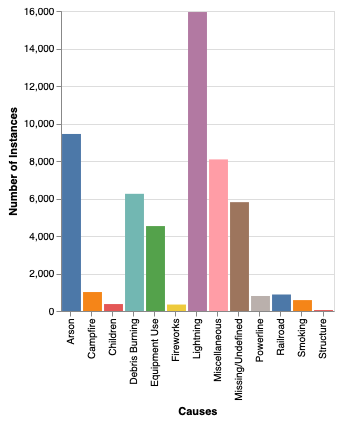 Number of Instances
16,000
14,000
12,000
10,000
8,000
6,000
4,000
2,000
0
Arson
Campfire
Children
Debris Burning
Equipment Use
Fireworks
Lightning
Miscellaneous
Missing/Undefined
Powerline
Railroad
Smoking
Structure
Causes